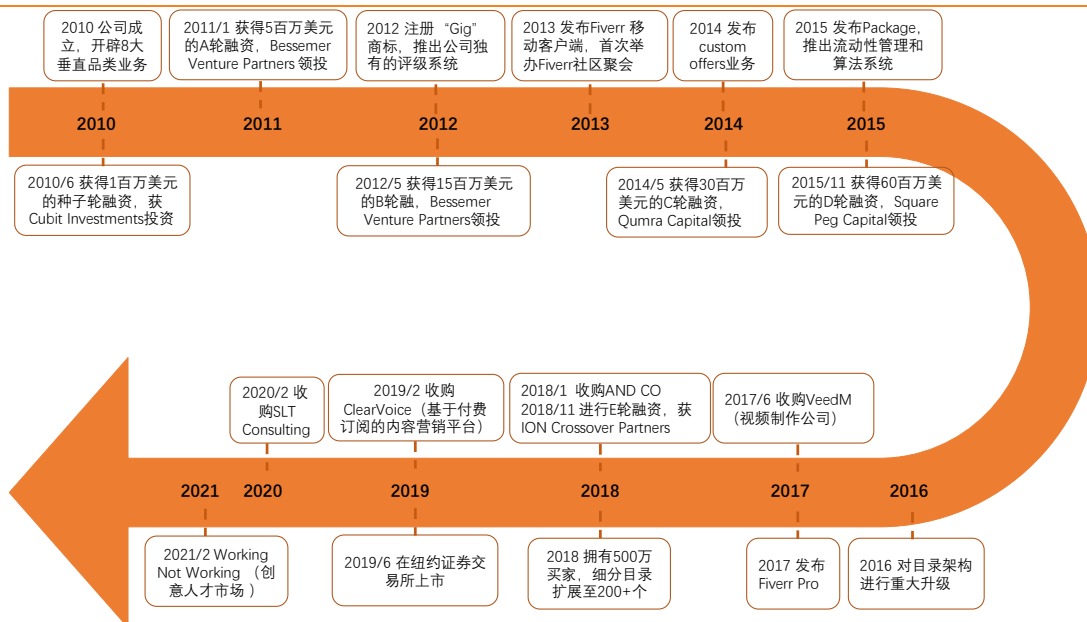 2010 公司成
立，开辟8大
垂直品类业务
2011/1 获得5百万美元
的A轮融资，Bessemer
Venture Partners 领投
2012 注册“Gig”
商标，推出公司独
有的评级系统
2013 发布Fiverr 移
动客户端，首次举
办Fiverr社区聚会
2014 发布
custom
offers业务
2015 发布Package，
推出流动性管理和
算法系统
2010
2011
2012
2013
2014
2015
2010/6 获得1百万美元
的种子轮融资，获
Cubit Investments投资
2012/5 获得15百万美元
的B轮融，Bessemer
Venture Partners领投
2014/5 获得30百万
美元的C轮融资，
Qumra Capital领投
2015/11 获得60百万美
元的D轮融资，Square
Peg Capital领投
2020/2 收
购SLT
Consulting
2019/2 收购
ClearVoice（基于付费
订阅的内容营销平台）
2018/1 收购AND CO
2018/11 进行E轮融资，获
ION Crossover Partners
2017/6 收购VeedM
（视频制作公司）
2021
2020
2019
2018
2017
2016
2021/2 Working
Not Working （创
意人才市场 ）
2019/6 在纽约证券交
易所上市
2018 拥有500万
买家，细分目录
扩展至200+个
2017 发布
Fiverr Pro
2016 对目录架构
进行重大升级